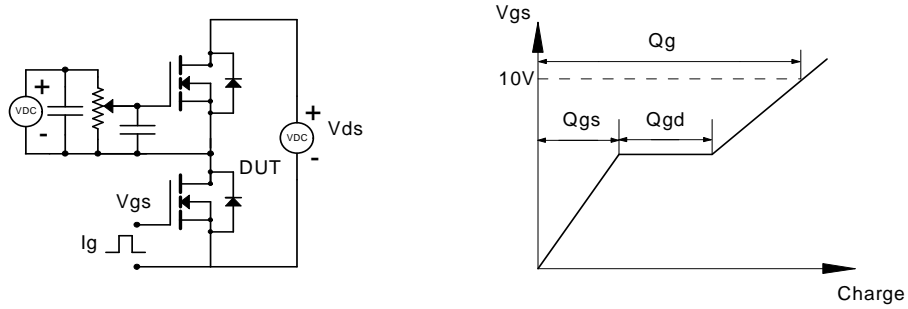 +
VDC
-
Vgs
Ig
DUT
+
VDC
-
Vds
Vgs
10V
Qg
Qgs
Qgd
Charge